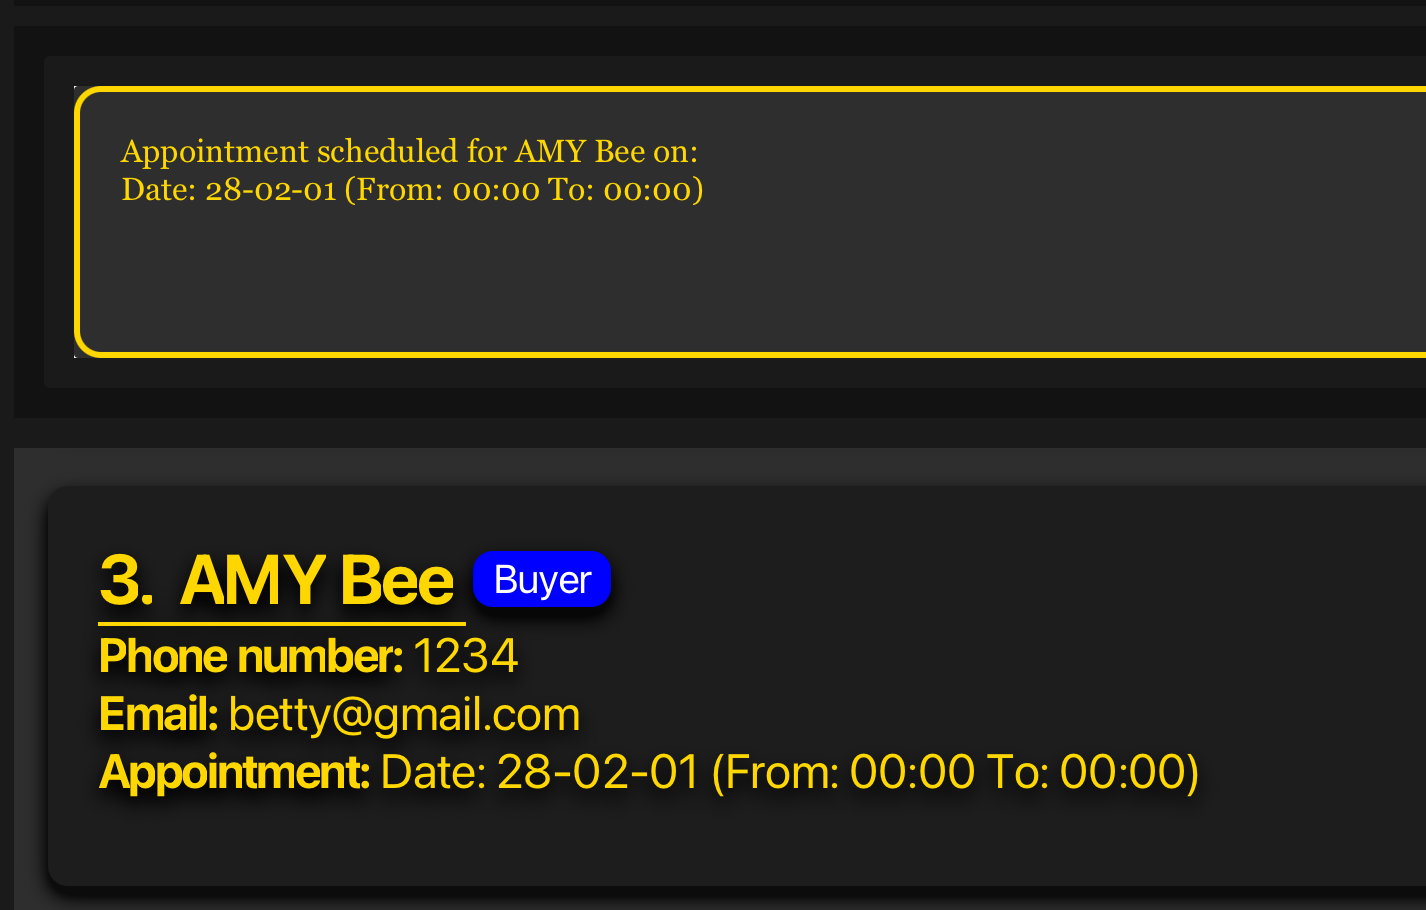 Appointment scheduled for AMY Bee on:
Date: 28-02-01 (From: 00:00 To: 00:00)
3. AMY Bee Buyer
Phone number: 1234
Email: betty@gmail.com
Appointment: Date: 28-02-01 (From: 00:00 To: 00:00)